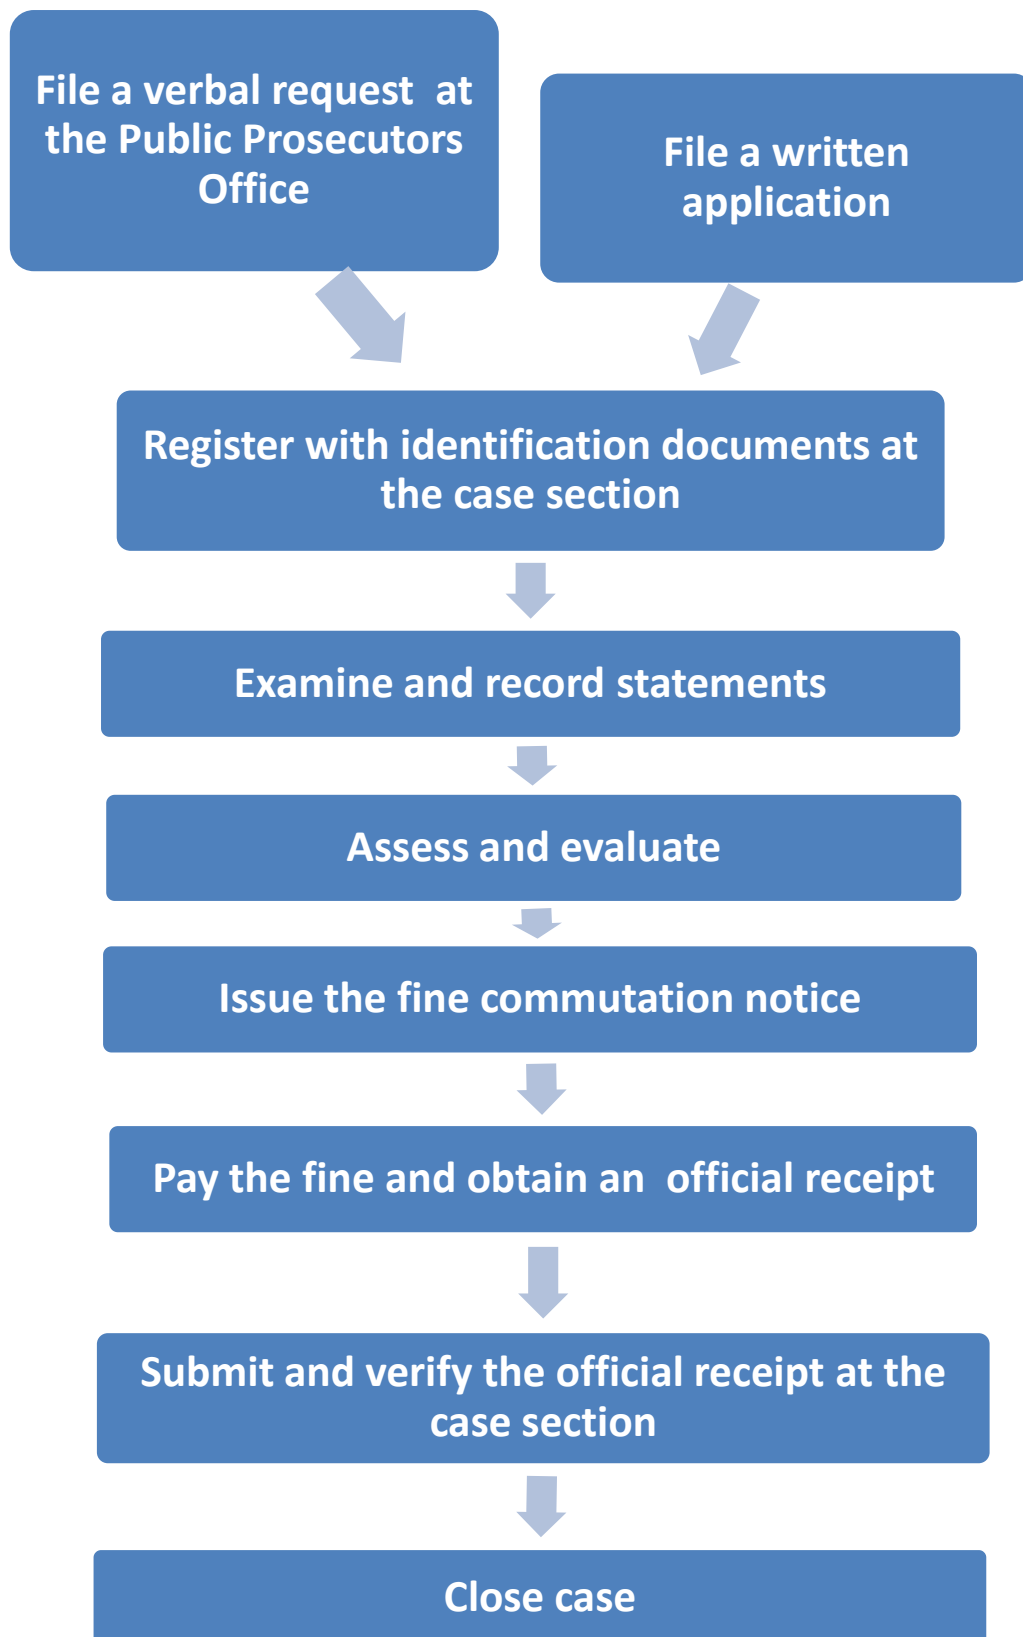 File a verbal request  at
the Public Prosecutors
Office
File a written
application
Register with identification documents at
the case section
Examine and record statements
Assess and evaluate
Issue the fine commutation notice
Pay the fine and obtain an  official receipt
Submit and verify the official receipt at the
case section
Close case